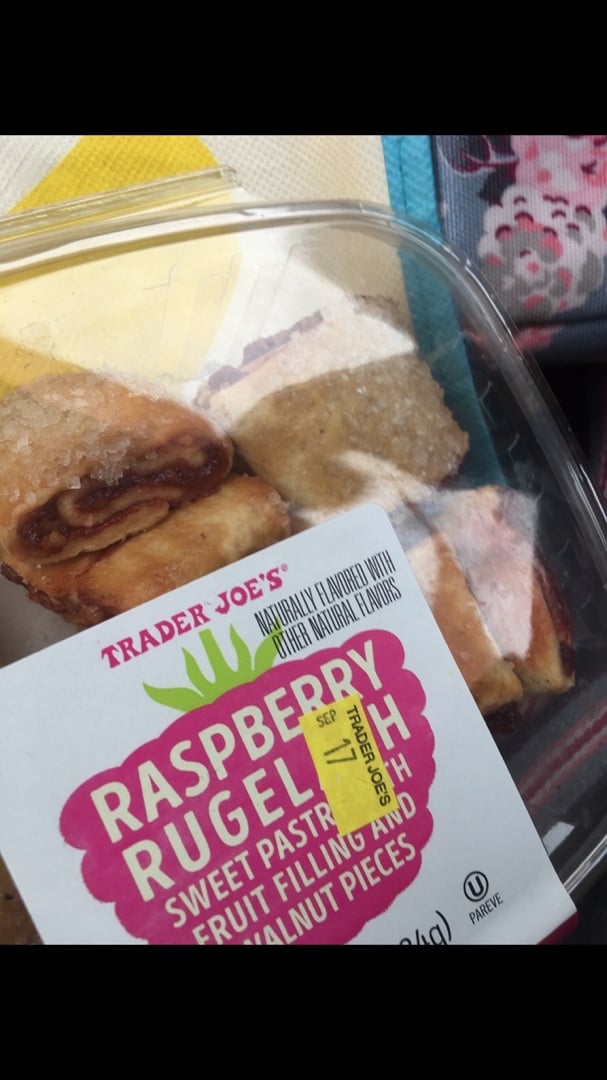 TRADER JOE'S®
NATURALLY FLAVORED WITH
OTHER NATURAL FLAVORS
RASPBERRY
RUGEL H
SWEET PASTR TH
FRUIT FILLING AND
WALNUT PIECES
SEP
17
TRADER JOE'S
U
PAREVE